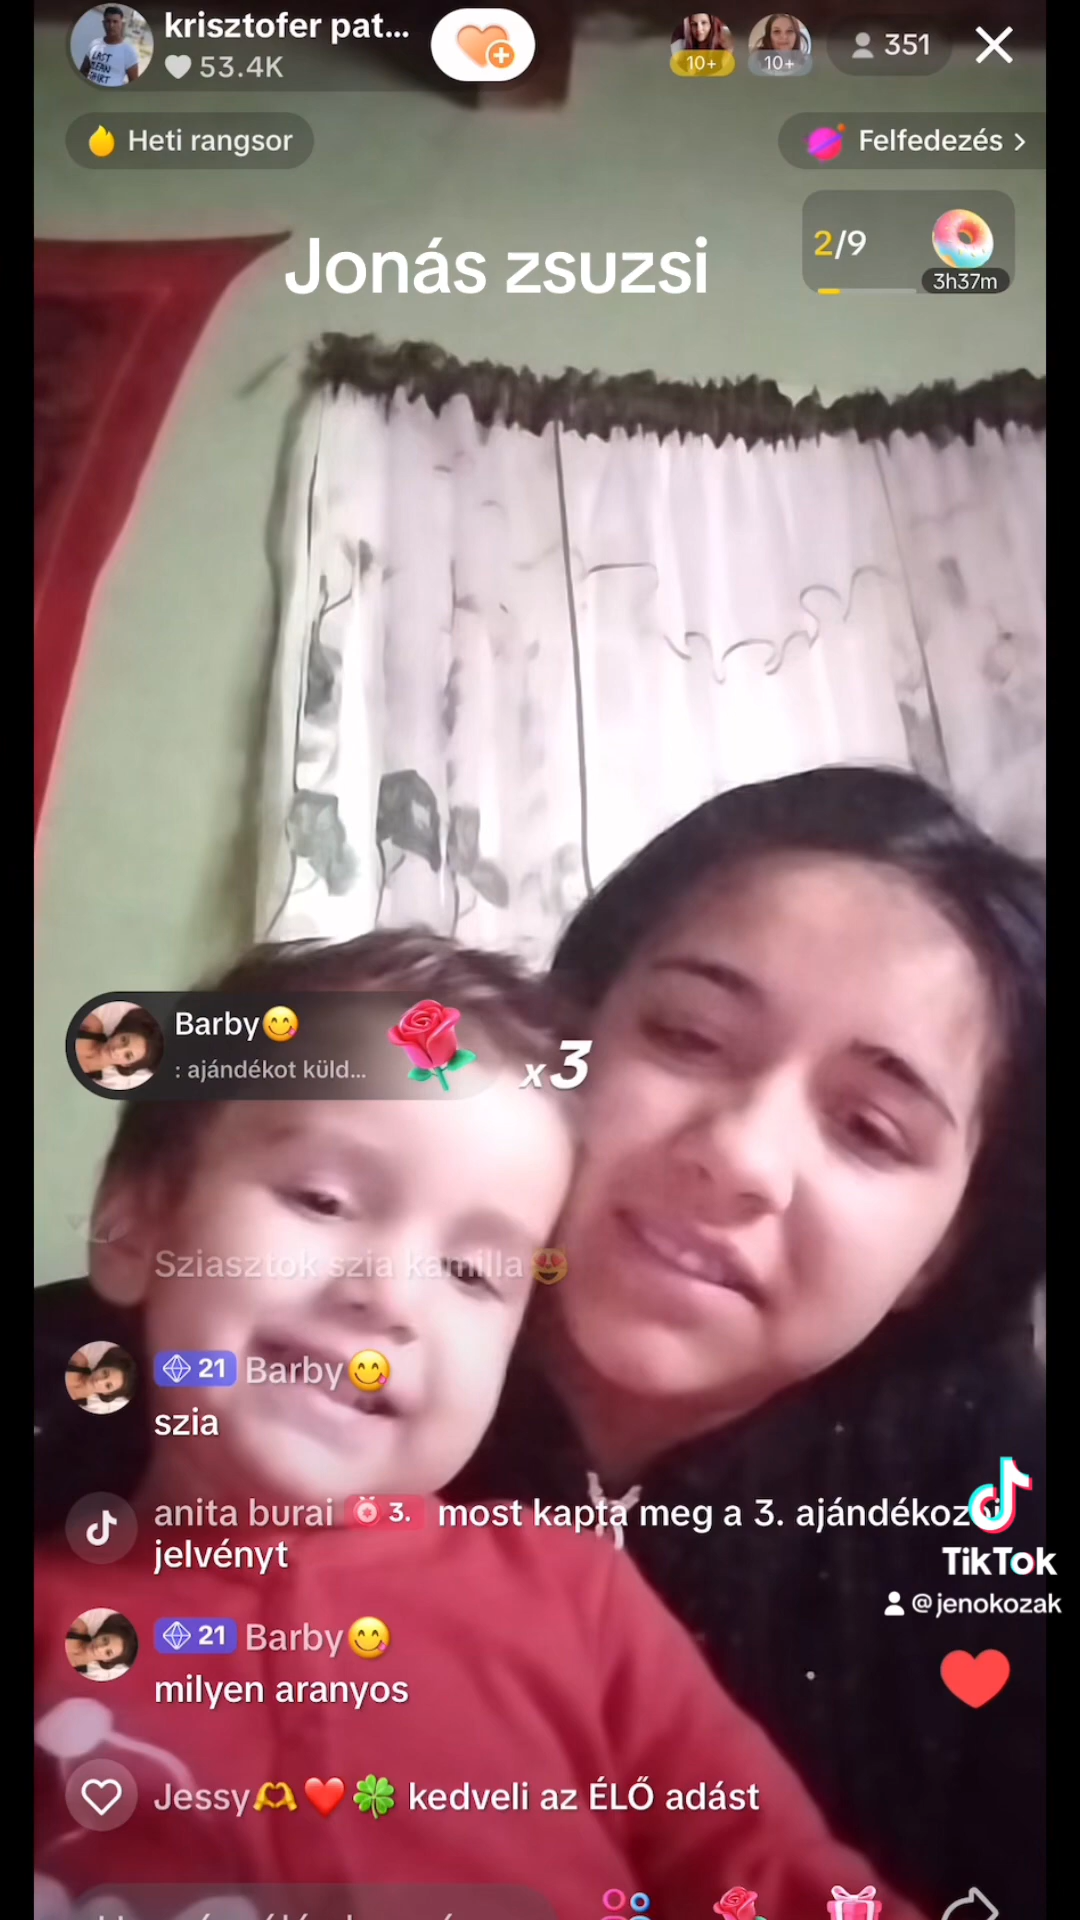 krisztofer pat...
53.4K
10+
10+
351
Heti rangsor
Felfedezés
Jonás zsuzsi
2/9
3h37m
Barby😋
: ajándékot küld...
x3
Sziasztok szia kamilla😻
21 Barby😋
szia
anita burai 3. most kapta meg a 3. ajándékozói
jelvényt
TikTok
@jenokozak
21 Barby😋
milyen aranyos
Jessy🫶❤️🍀 kedveli az ÉLŐ adást